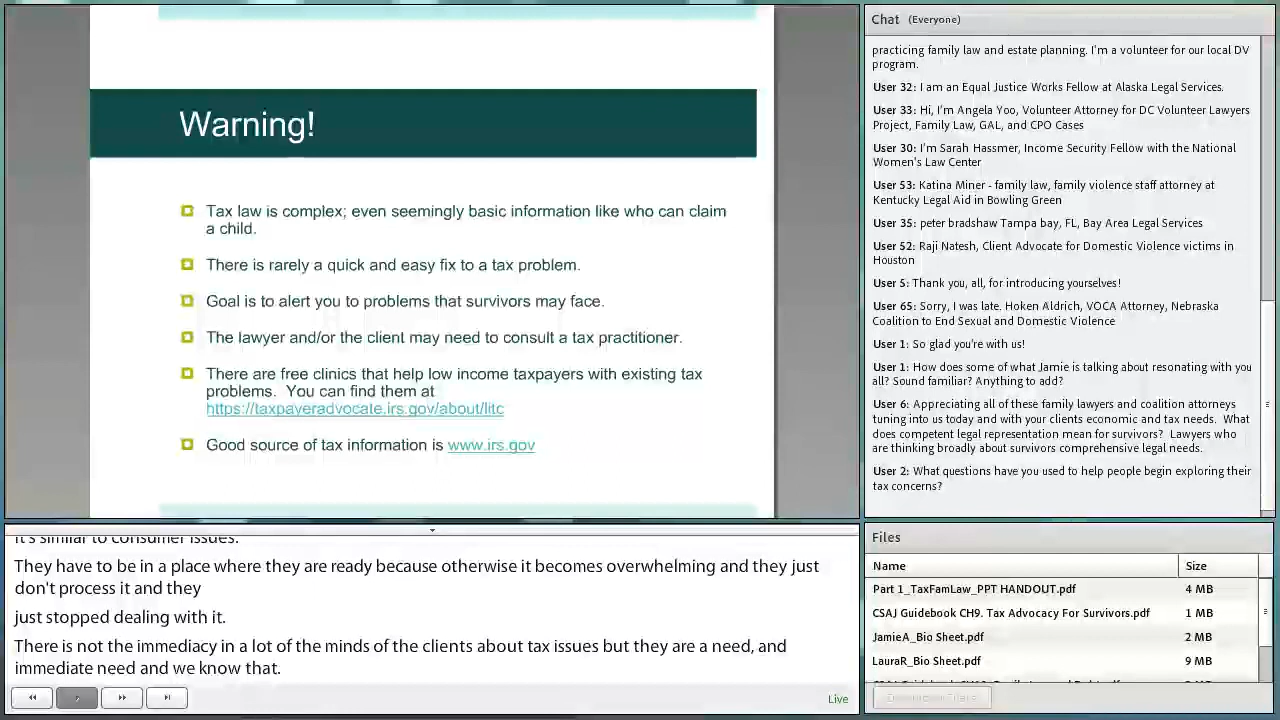 Warning!
Tax law is complex; even seemingly basic information like who can claim
a child.
There is rarely a quick and easy fix to a tax problem.
Goal is to alert you to problems that survivors may face.
The lawyer and/or the client may need to consult a tax practitioner.
There are free clinics that help low income taxpayers with existing tax
problems. You can find them at
https://taxpayeradvocate.irs.gov/about/litc
Good source of tax information is www.irs.gov
It's similar to consumer issues.
They have to be in a place where they are ready because otherwise it becomes overwhelming and they just
don't process it and they
just stopped dealing with it.
There is not the immediacy in a lot of the minds of the clients about tax issues but they are a need, and
immediate need and we know that.
Live
Chat (Everyone)
practicing family law and estate planning. I'm a volunteer for our local DV
program.
User 32: I am an Equal Justice Works Fellow at Alaska Legal Services.
User 33: Hi, I'm Angela Yoo, Volunteer Attorney for DC Volunteer Lawyers
Project, Family Law, GAL, and CPO Cases
User 30: I'm Sarah Hassmer, Income Security Fellow with the National
Women's Law Center
User 53: Katina Miner - family law, family violence staff attorney at
Kentucky Legal Aid in Bowling Green
User 35: peter bradshaw Tampa bay, FL, Bay Area Legal Services
User 52: Raji Natesh, Client Advocate for Domestic Violence victims in
Houston
User 5: Thank you, all, for introducing yourselves!
User 65: Sorry, I was late. Hoken Aldrich, VOCA Attorney, Nebraska
Coalition to End Sexual and Domestic Violence
User 1: So glad you're with us!
User 1: How does some of what Jamie is talking about resonating with you
all? Sound familiar? Anything to add?
User 6: Appreciating all of these family lawyers and coalition attorneys
tuning into us today and with your clients economic and tax needs. What
does competent legal representation mean for survivors? Lawyers who
are thinking broadly about survivors comprehensive legal needs.
User 2: What questions have you used to help people begin exploring their
tax concerns?
Files
Name Size
Part 1_TaxFamLaw_PPT HANDOUT.pdf 4 MB
CSAJ Guidebook CH9. Tax Advocacy For Survivors.pdf 1 MB
JamieA_Bio Sheet.pdf 2 MB
LauraR_Bio Sheet.pdf 9 MB